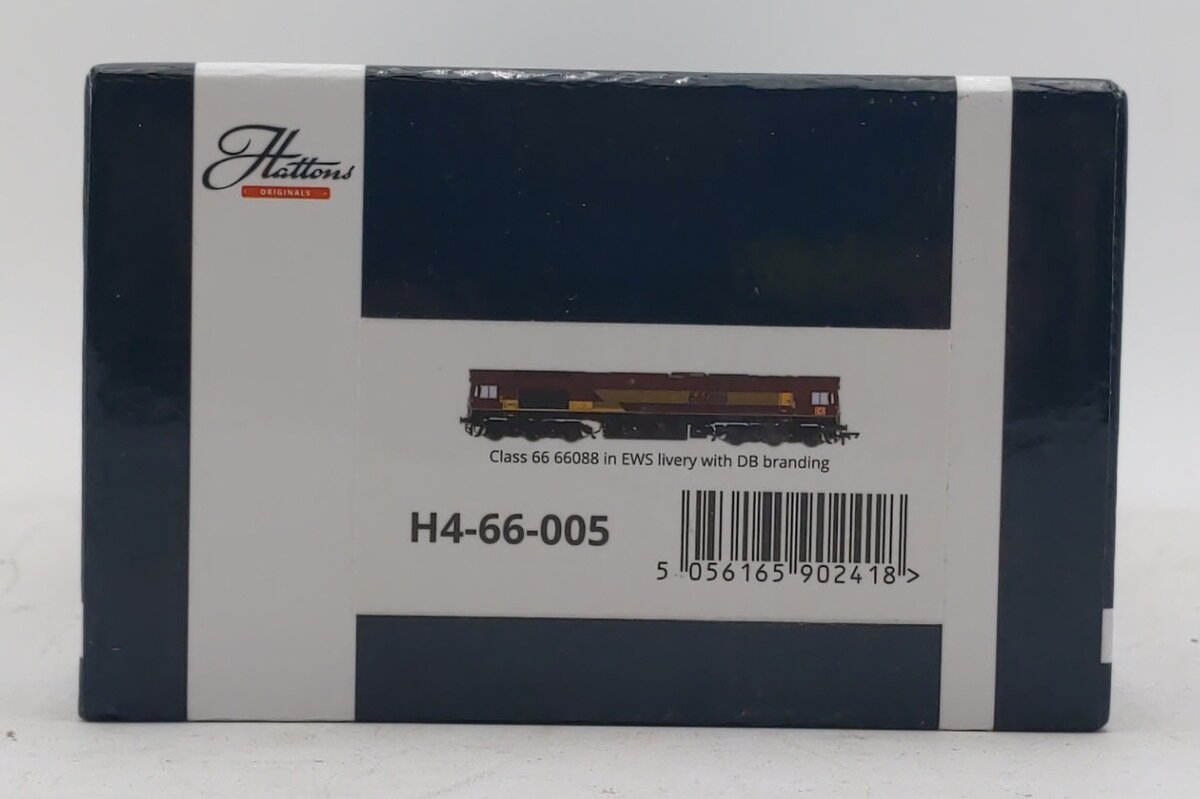 Hattons
ORIGINALS
Class 66 66088 in EWS livery with DB branding
H4-66-005
5 056165 902418 >